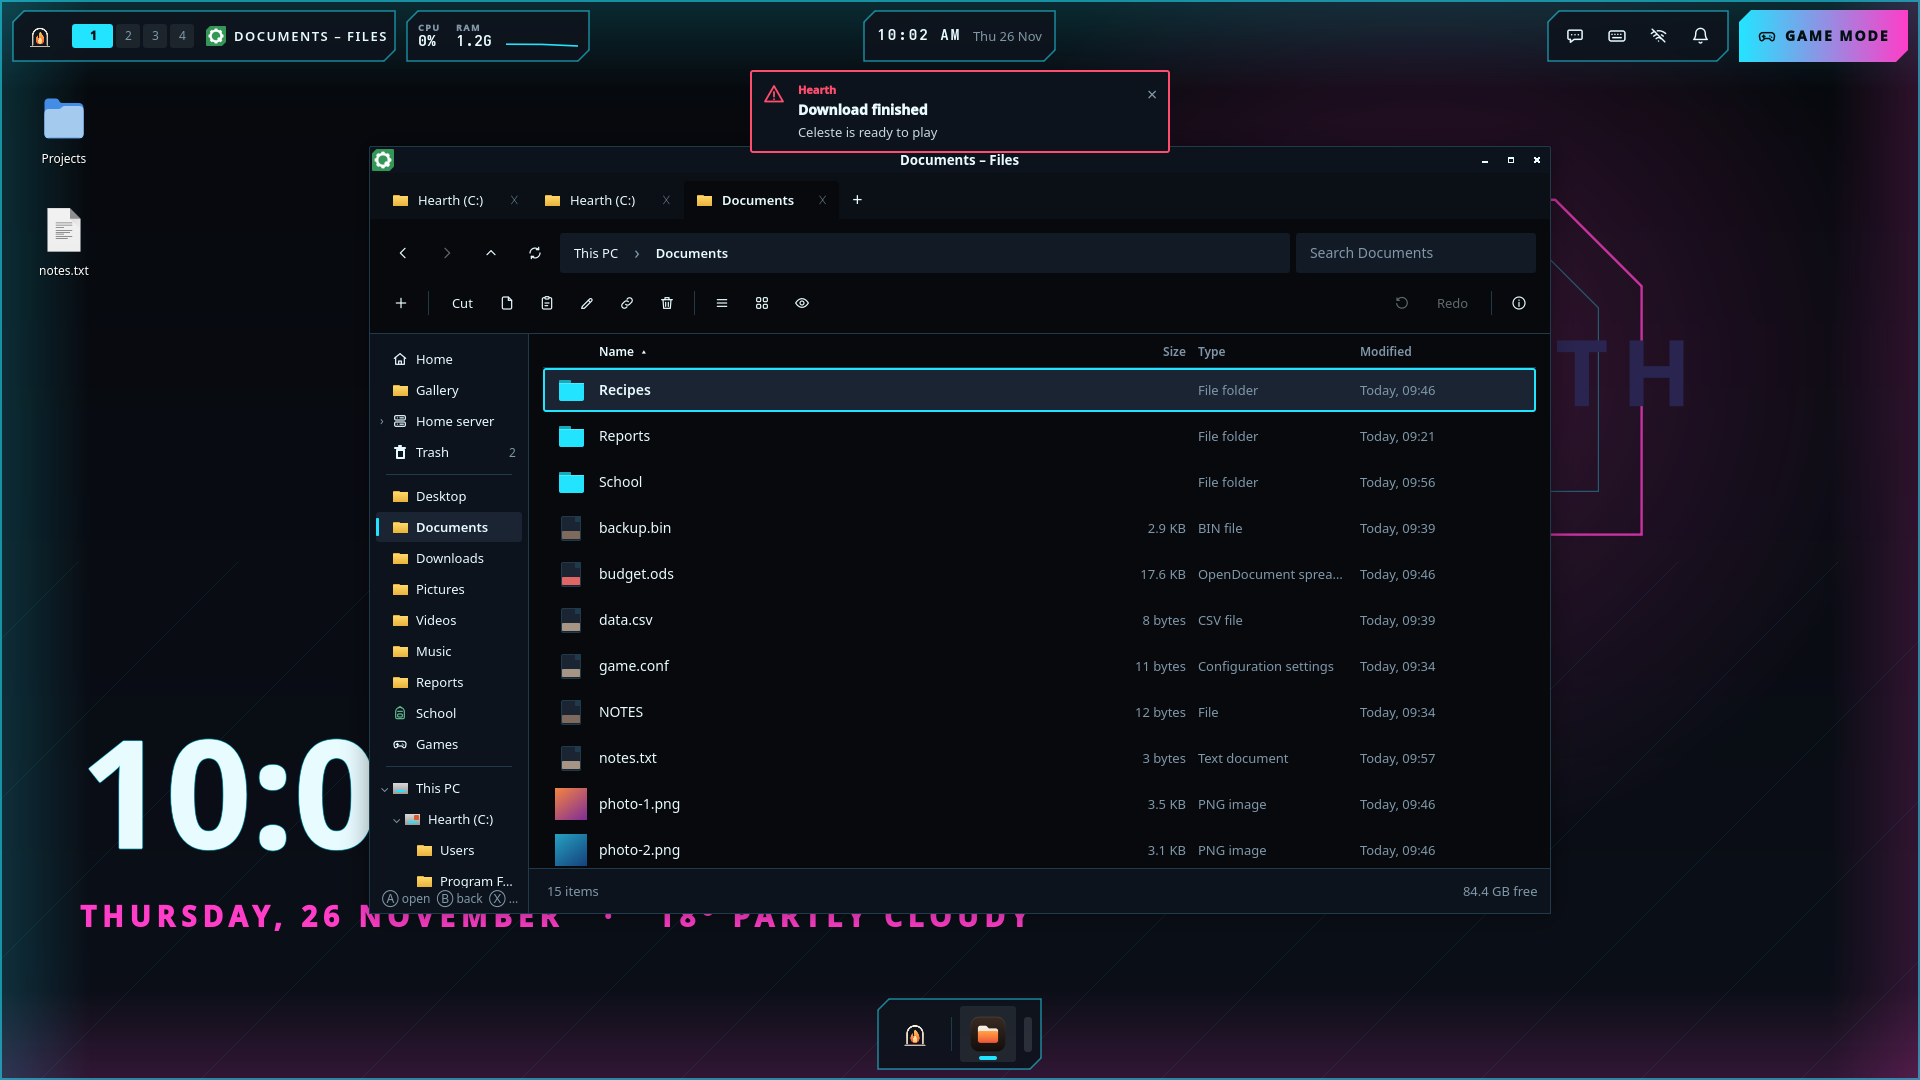 1 2 3 4 DOCUMENTS – FILES
CPU 0% RAM 1.2G
10:02 AM Thu 26 Nov
GAME MODE
Hearth
Download finished
Celeste is ready to play
Projects
notes.txt
Documents – Files
Hearth (C:) X Hearth (C:) X Documents X +
This PC › Documents
Search Documents
Cut
Redo
Home
Gallery
Home server
Trash 2
Desktop
Documents
Downloads
Pictures
Videos
Music
Reports
School
Games
This PC
Hearth (C:)
Users
Program F...
A open B back X ...
Name Size Type Modified
Recipes File folder Today, 09:46
Reports File folder Today, 09:21
School File folder Today, 09:56
backup.bin 2.9 KB BIN file Today, 09:39
budget.ods 17.6 KB OpenDocument sprea... Today, 09:46
data.csv 8 bytes CSV file Today, 09:39
game.conf 11 bytes Configuration settings Today, 09:34
NOTES 12 bytes File Today, 09:34
notes.txt 3 bytes Text document Today, 09:57
photo-1.png 3.5 KB PNG image Today, 09:46
photo-2.png 3.1 KB PNG image Today, 09:46
15 items
84.4 GB free
TH
10:0
THURSDAY, 26 NOVEMBER · 18° PARTLY CLOUDY